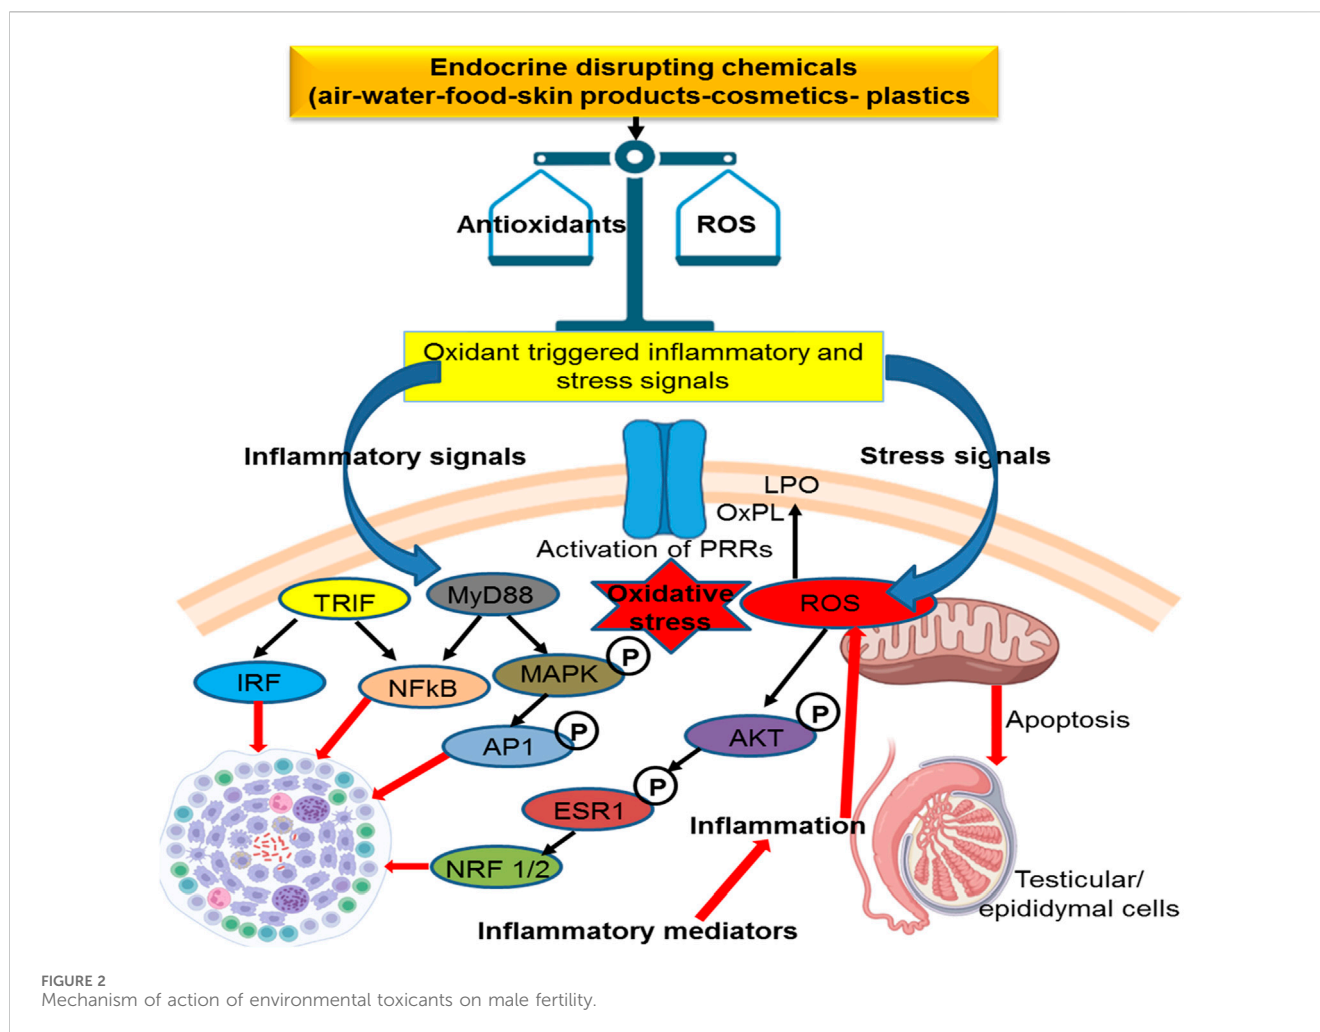 Endocrine disrupting chemicals
(air-water-food-skin products-cosmetics- plastics
Antioxidants
ROS
Oxidant triggered inflammatory and
stress signals
Inflammatory signals
Stress signals
LPO
OxPL
Activation of PRRs
TRIF
MyD88
Oxidative
stress
ROS
IRF
NFkB
MAPK
P
Apoptosis
AP1
P
AKT
P
ESR1
P
Inflammation
NRF 1/2
Testicular/
epididymal cells
Inflammatory mediators
FIGURE 2
Mechanism of action of environmental toxicants on male fertility.